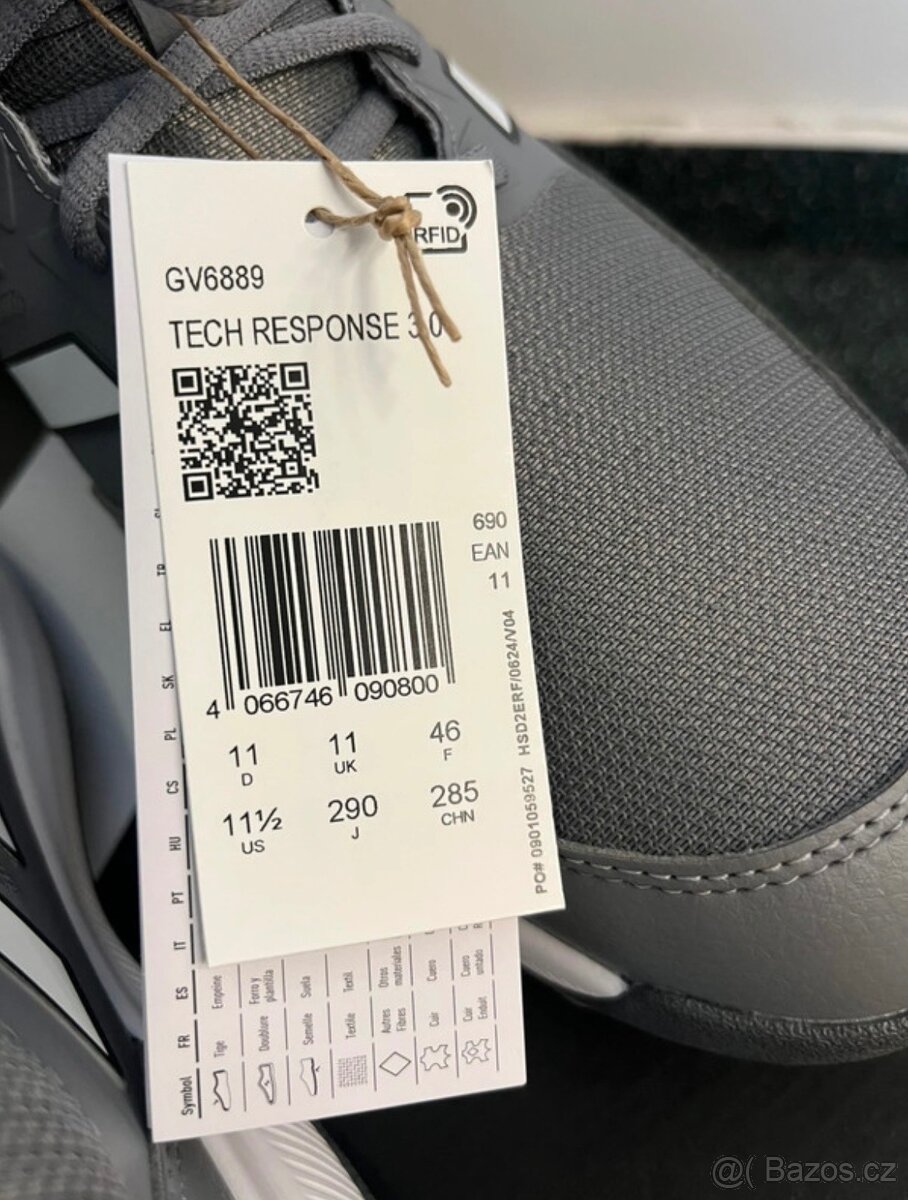 RFID
GV6889
TECH RESPONSE 3.0
690
EAN
11
4 066746 090800
11
D
11
UK
46
F
11½
US
290
J
285
CHN
PO# 0901059527 HSD2ERF/0624/V04
TR
EL
SK
PL
CS
HU
PT
IT
ES
FR
Symbol
Empeigne
Tige
Forro y plantilla
Doublure
Suela
Semelle
Textil
Textile
Otros materiales
Autres Fibres
Cuero
Cuir
Cuero untado
Cuir Enduit
@( Bazos.cz